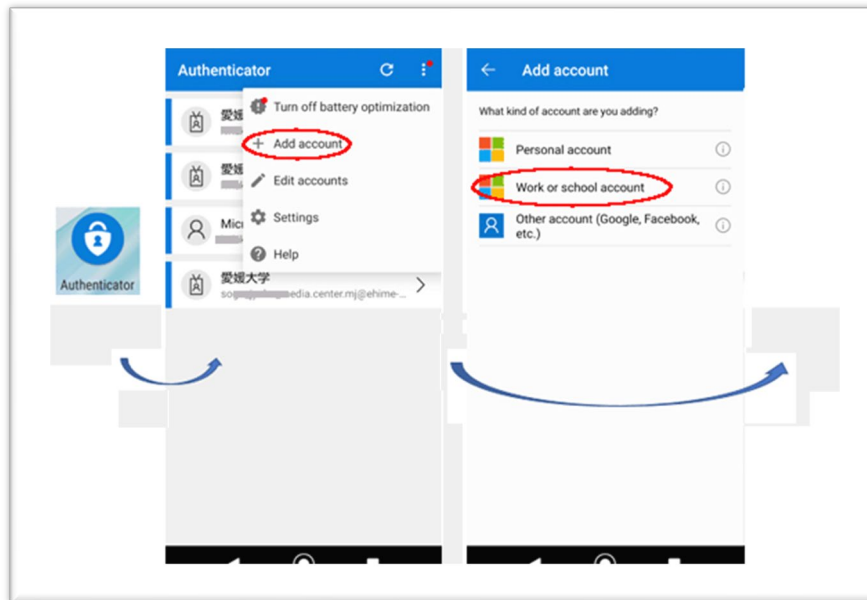 Authenticator
Authenticator
Turn off battery optimization
Add account
Edit accounts
Settings
Help
愛媛大学
Add account
What kind of account are you adding?
Personal account
Work or school account
Other account (Google, Facebook,
etc.)